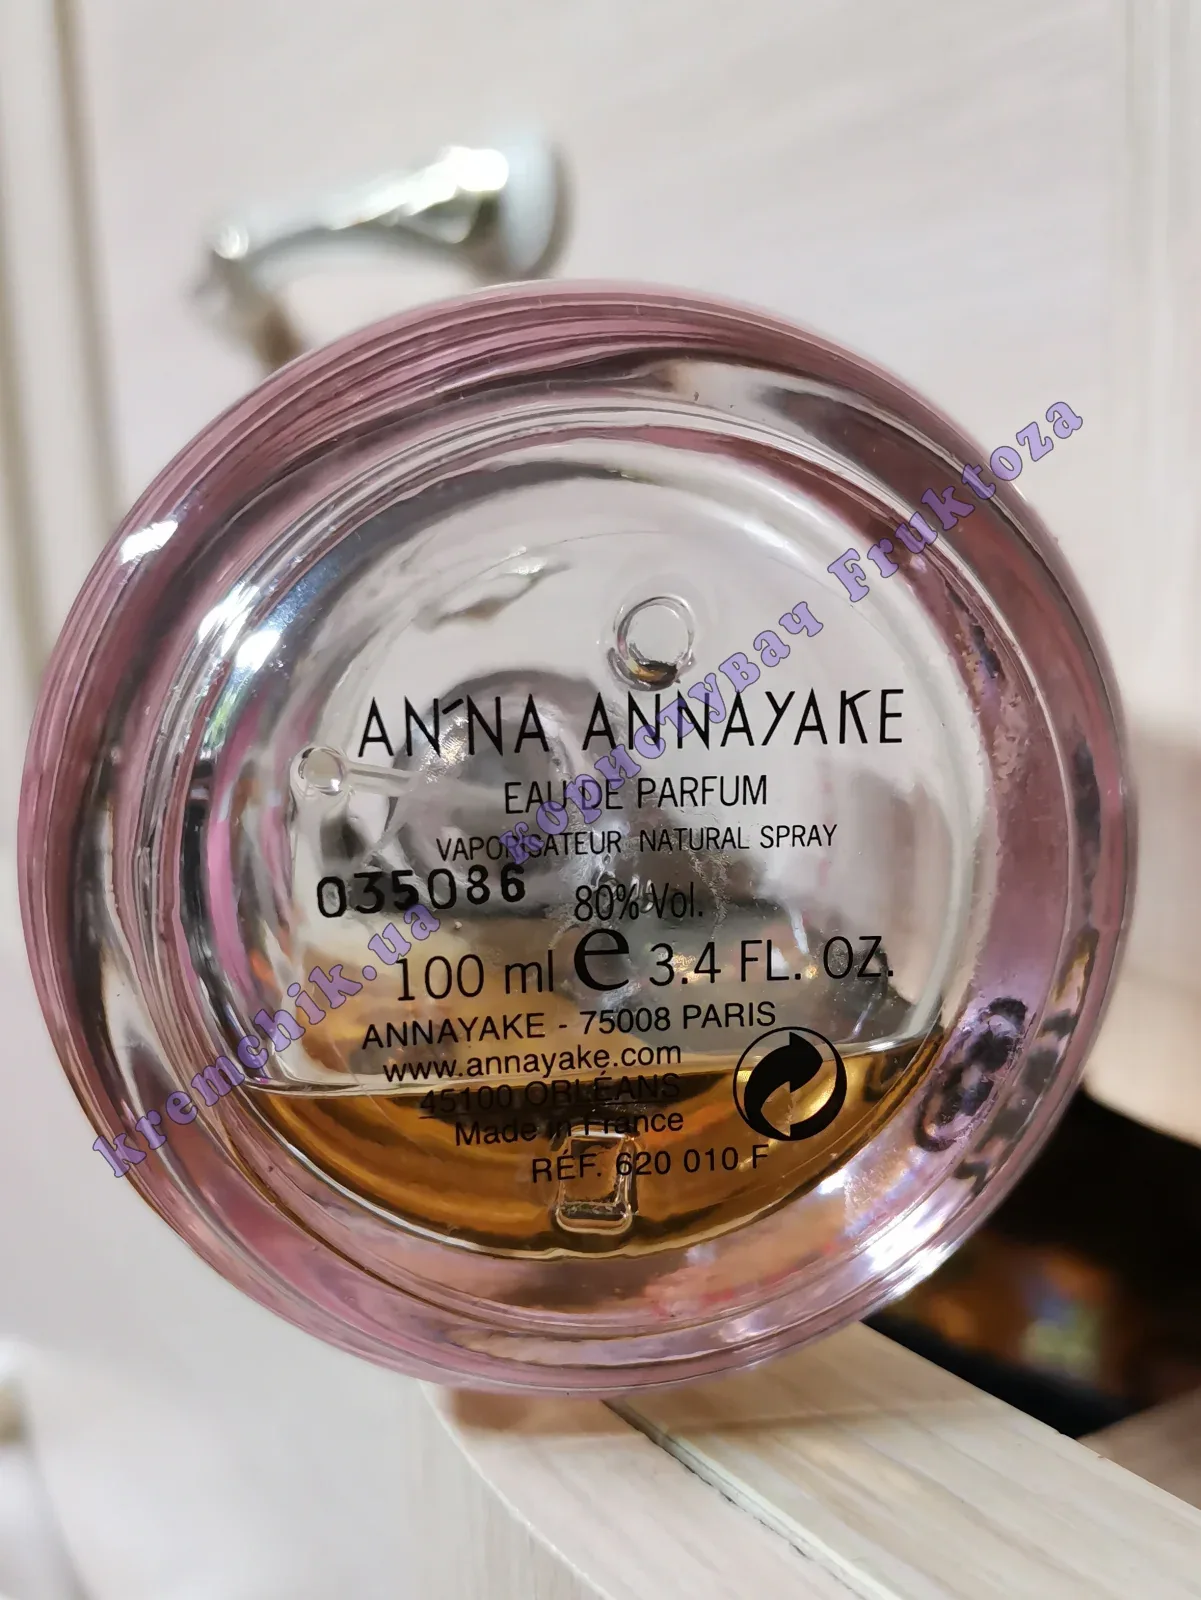 AN'NA ANNAYAKE
EAU DE PARFUM
VAPORISATEUR NATURAL SPRAY
035086 80% Vol.
100 ml e 3.4 FL. OZ.
ANNAYAKE - 75008 PARIS
www.annayake.com
45100 ORLÉANS
Made in France
RÉF. 620 010 F
kremchik.ua користувач Fruktoza